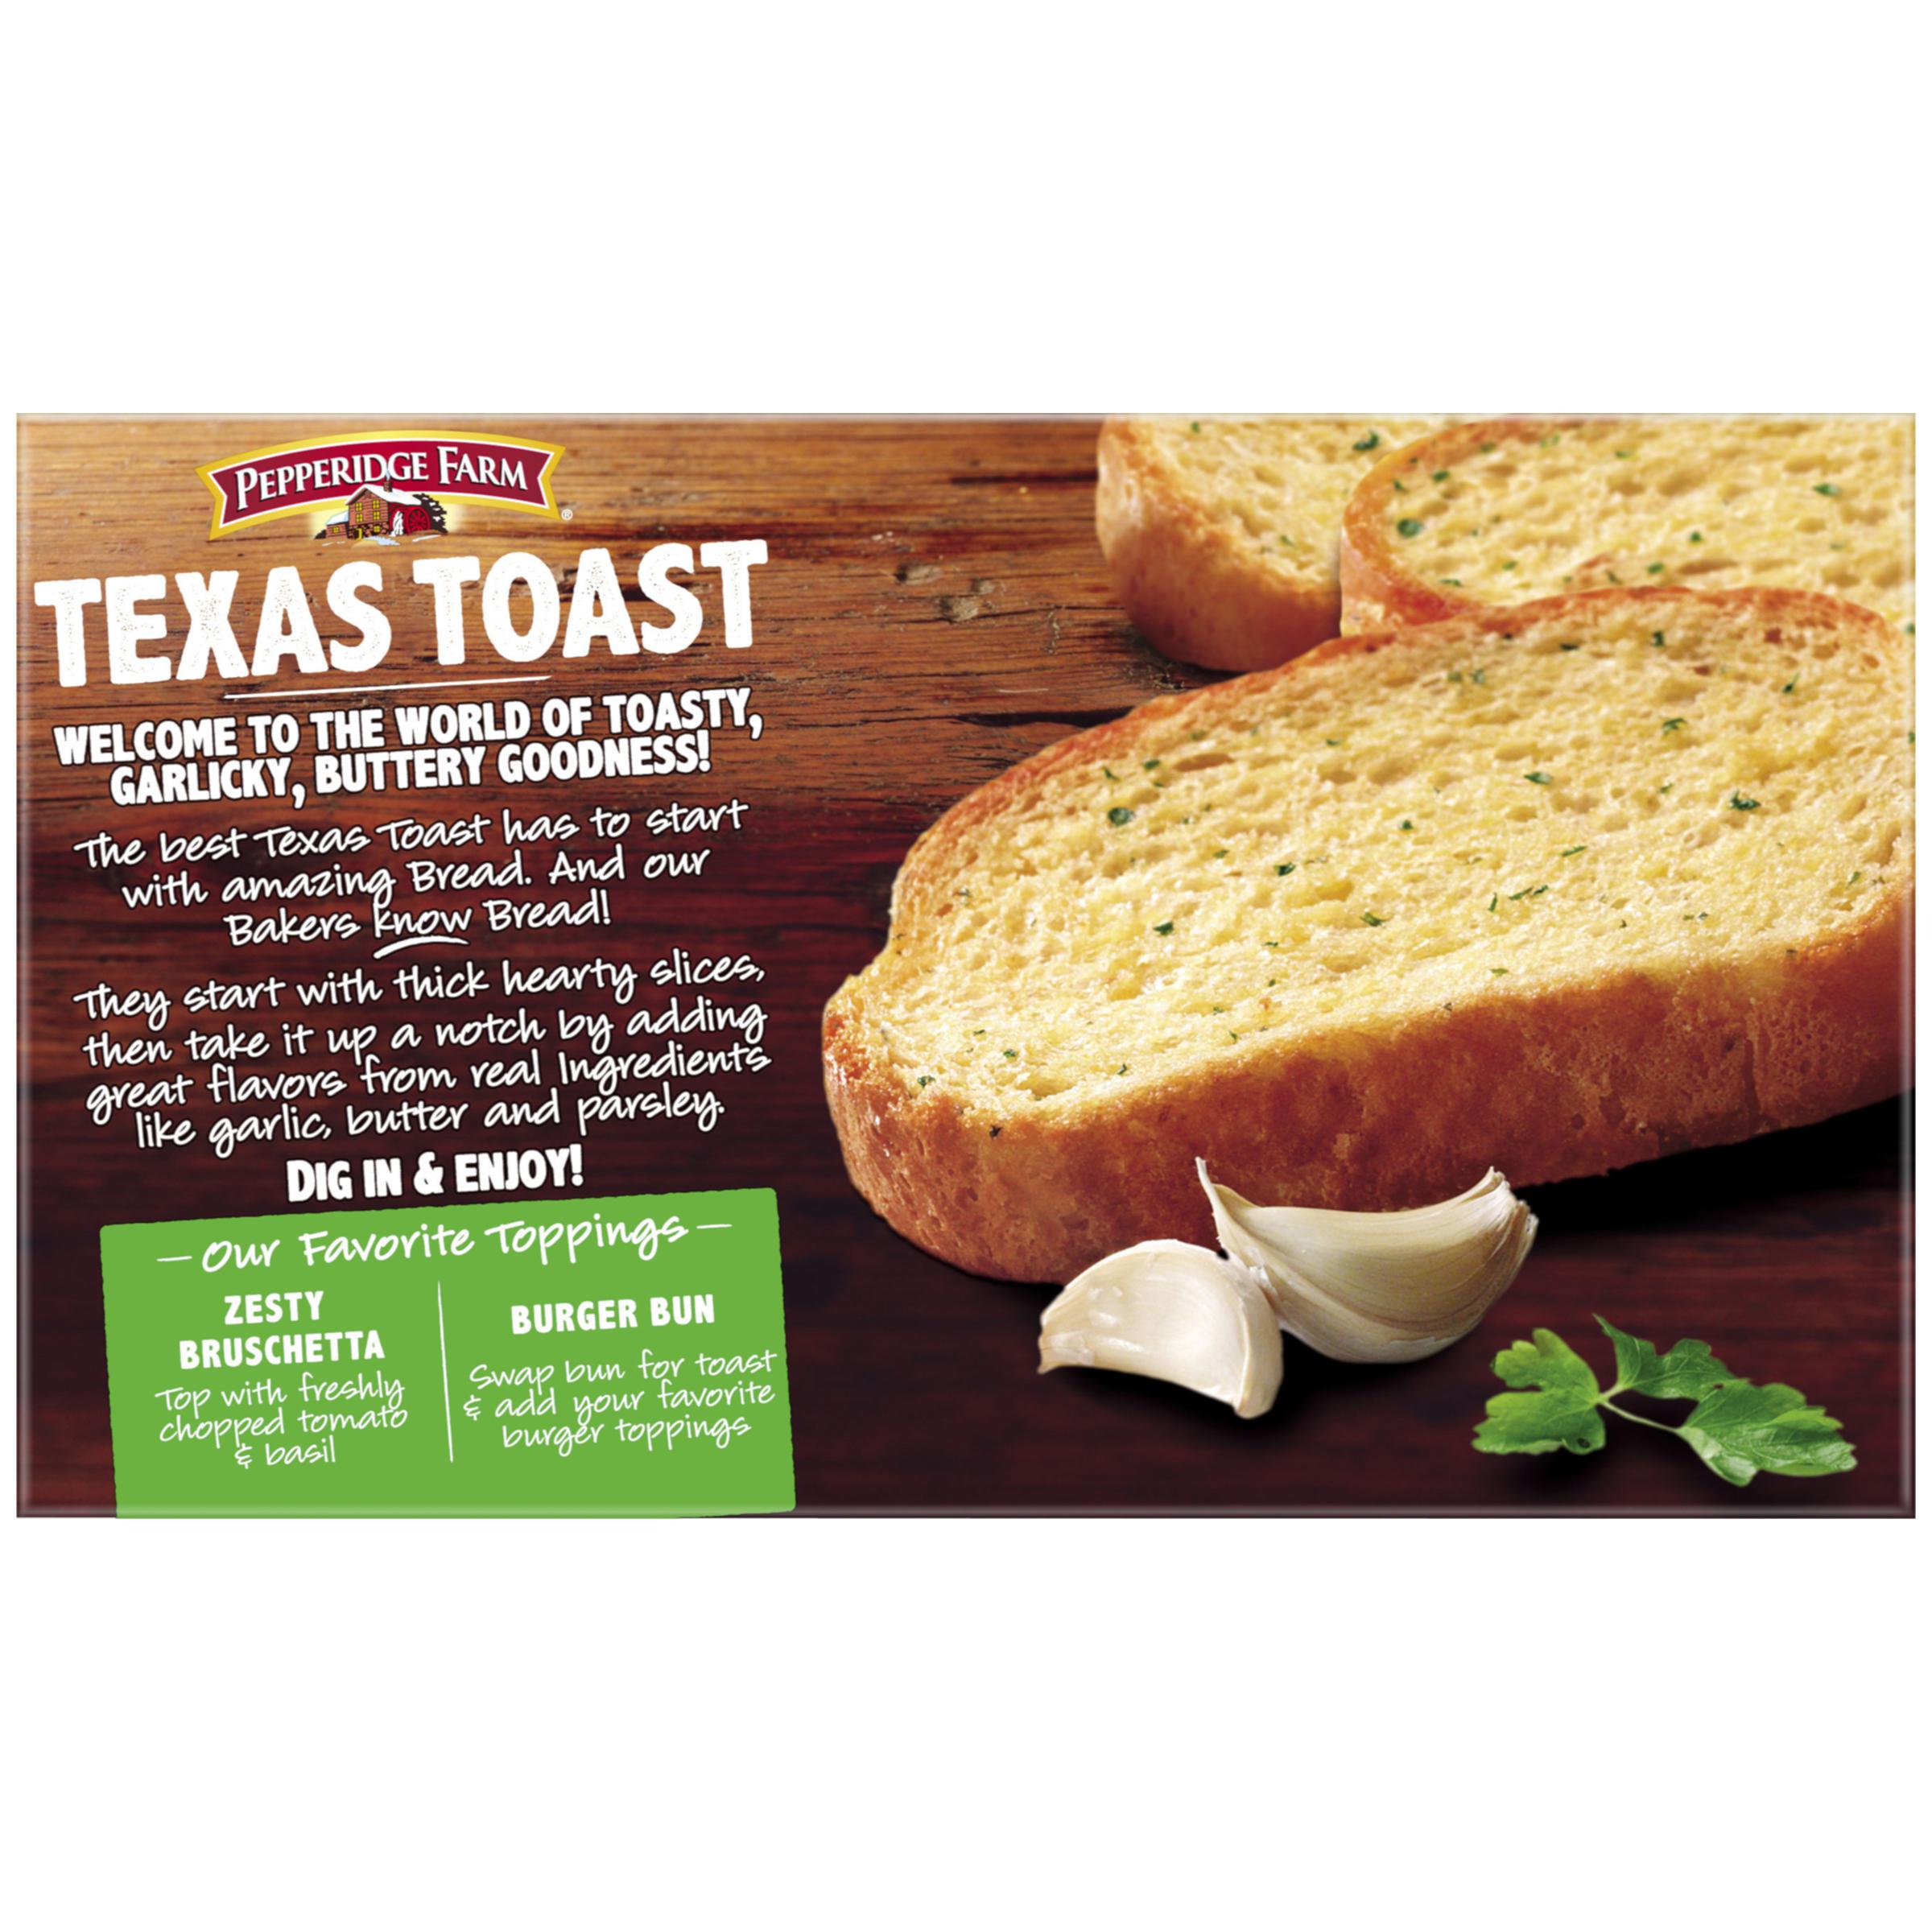 PEPPERIDGE FARM
®
TEXAS TOAST
WELCOME TO THE WORLD OF TOASTY,
GARLICKY, BUTTERY GOODNESS!
The best Texas Toast has to start
with amazing Bread. And our
Bakers know Bread!
They start with thick hearty slices,
then take it up a notch by adding
great flavors from real Ingredients
like garlic, butter and parsley.
DIG IN & ENJOY!
— Our Favorite Toppings —
ZESTY
BRUSCHETTA
Top with freshly
chopped tomato
& basil
BURGER BUN
Swap bun for toast
& add your favorite
burger toppings